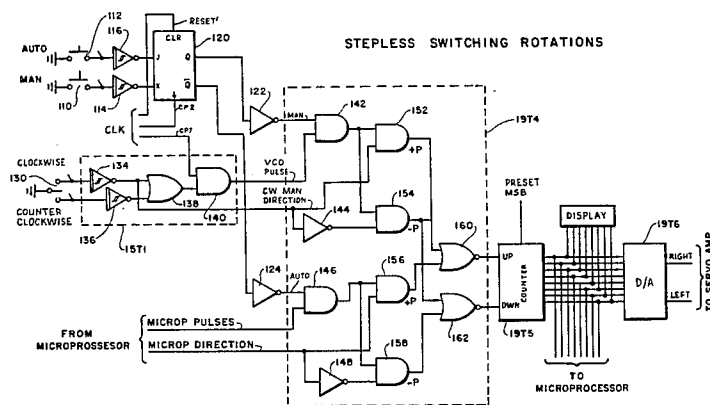 STEPLESS SWITCHING ROTATIONS
AUTO
112
116
RESET'
120
CLR
J
Q
MAN
110
114
K
Q̅
CP2
CLK
CP7
122
MAN
142
152
+P
19T4
CLOCKWISE
130
COUNTER
CLOCKWISE
134
136
138
140
15T1
VCO
PULSE
CW MAN
DIRECTION
144
154
-P
PRESET
MSB
DISPLAY
160
UP
COUNTER
DWN
19T5
162
19T6
D/A
RIGHT
LEFT
TO SERVO AMP
124
AUTO
146
156
+P
FROM
MICROPROSSESOR
MICROP PULSES
MICROP DIRECTION
148
158
-P
TO
MICROPROCESSOR